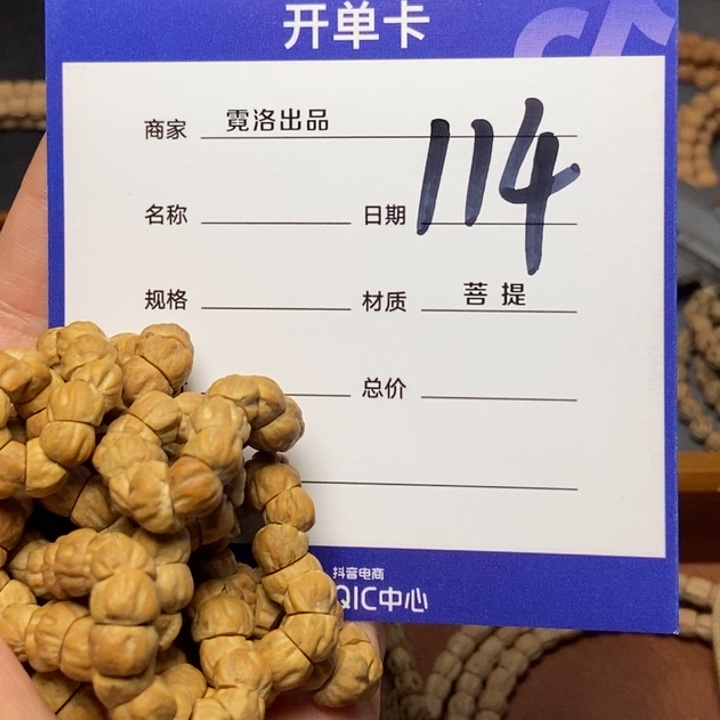 开单卡
商家 霓洛出品
114
名称 日期
规格 材质 菩提
总价
抖音电商
QIC中心